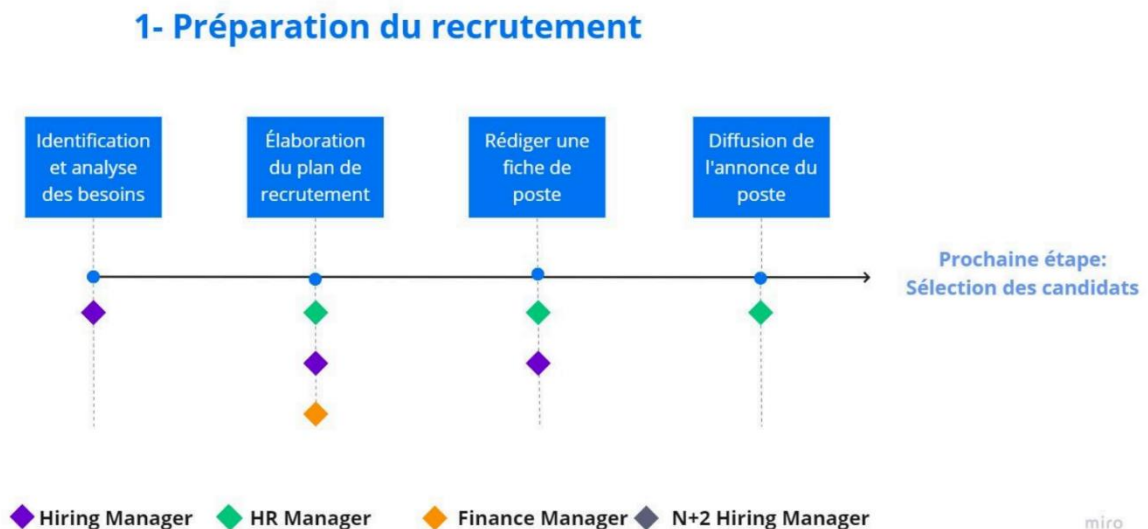 1- Préparation du recrutement
Identification
et analyse
des besoins
Élaboration
du plan de
recrutement
Rédiger une
fiche de
poste
Diffusion de
l'annonce du
poste
Prochaine étape:
Sélection des candidats
Hiring Manager
HR Manager
Finance Manager
N+2 Hiring Manager
miro